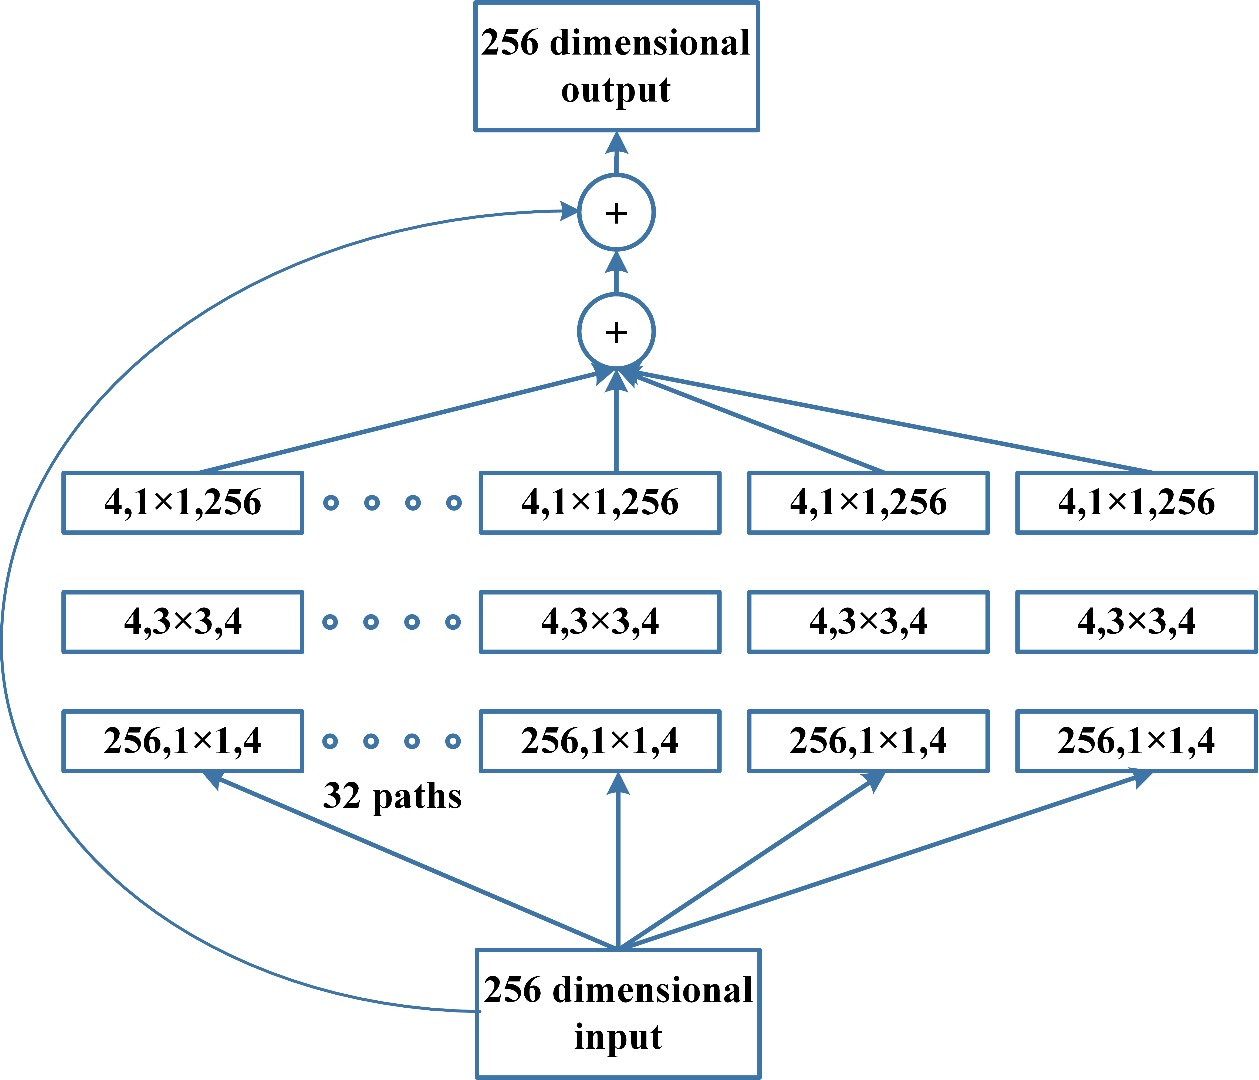 256 dimensional
output
+
+
4,1×1,256 4,1×1,256 4,1×1,256 4,1×1,256
4,3×3,4 4,3×3,4 4,3×3,4 4,3×3,4
256,1×1,4 256,1×1,4 256,1×1,4 256,1×1,4
32 paths
256 dimensional
input